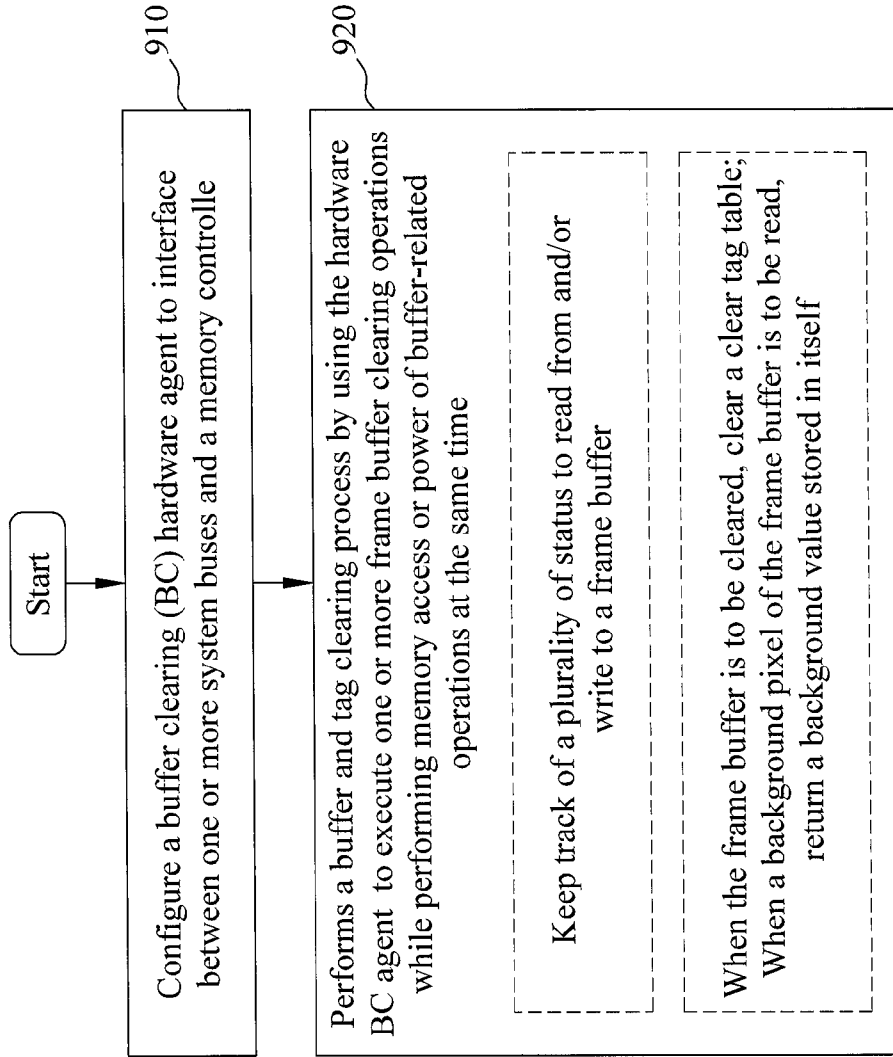 Start
910
Configure a buffer clearing (BC) hardware agent to interface
between one or more system buses and a memory controlle
920
Performs a buffer and tag clearing process by using the hardware
BC agent to execute one or more frame buffer clearing operations
while performing memory access or power of buffer-related
operations at the same time
Keep track of a plurality of status to read from and/or
write to a frame buffer
When the frame buffer is to be cleared, clear a clear tag table;
When a background pixel of the frame buffer is to be read,
return a background value stored in itself